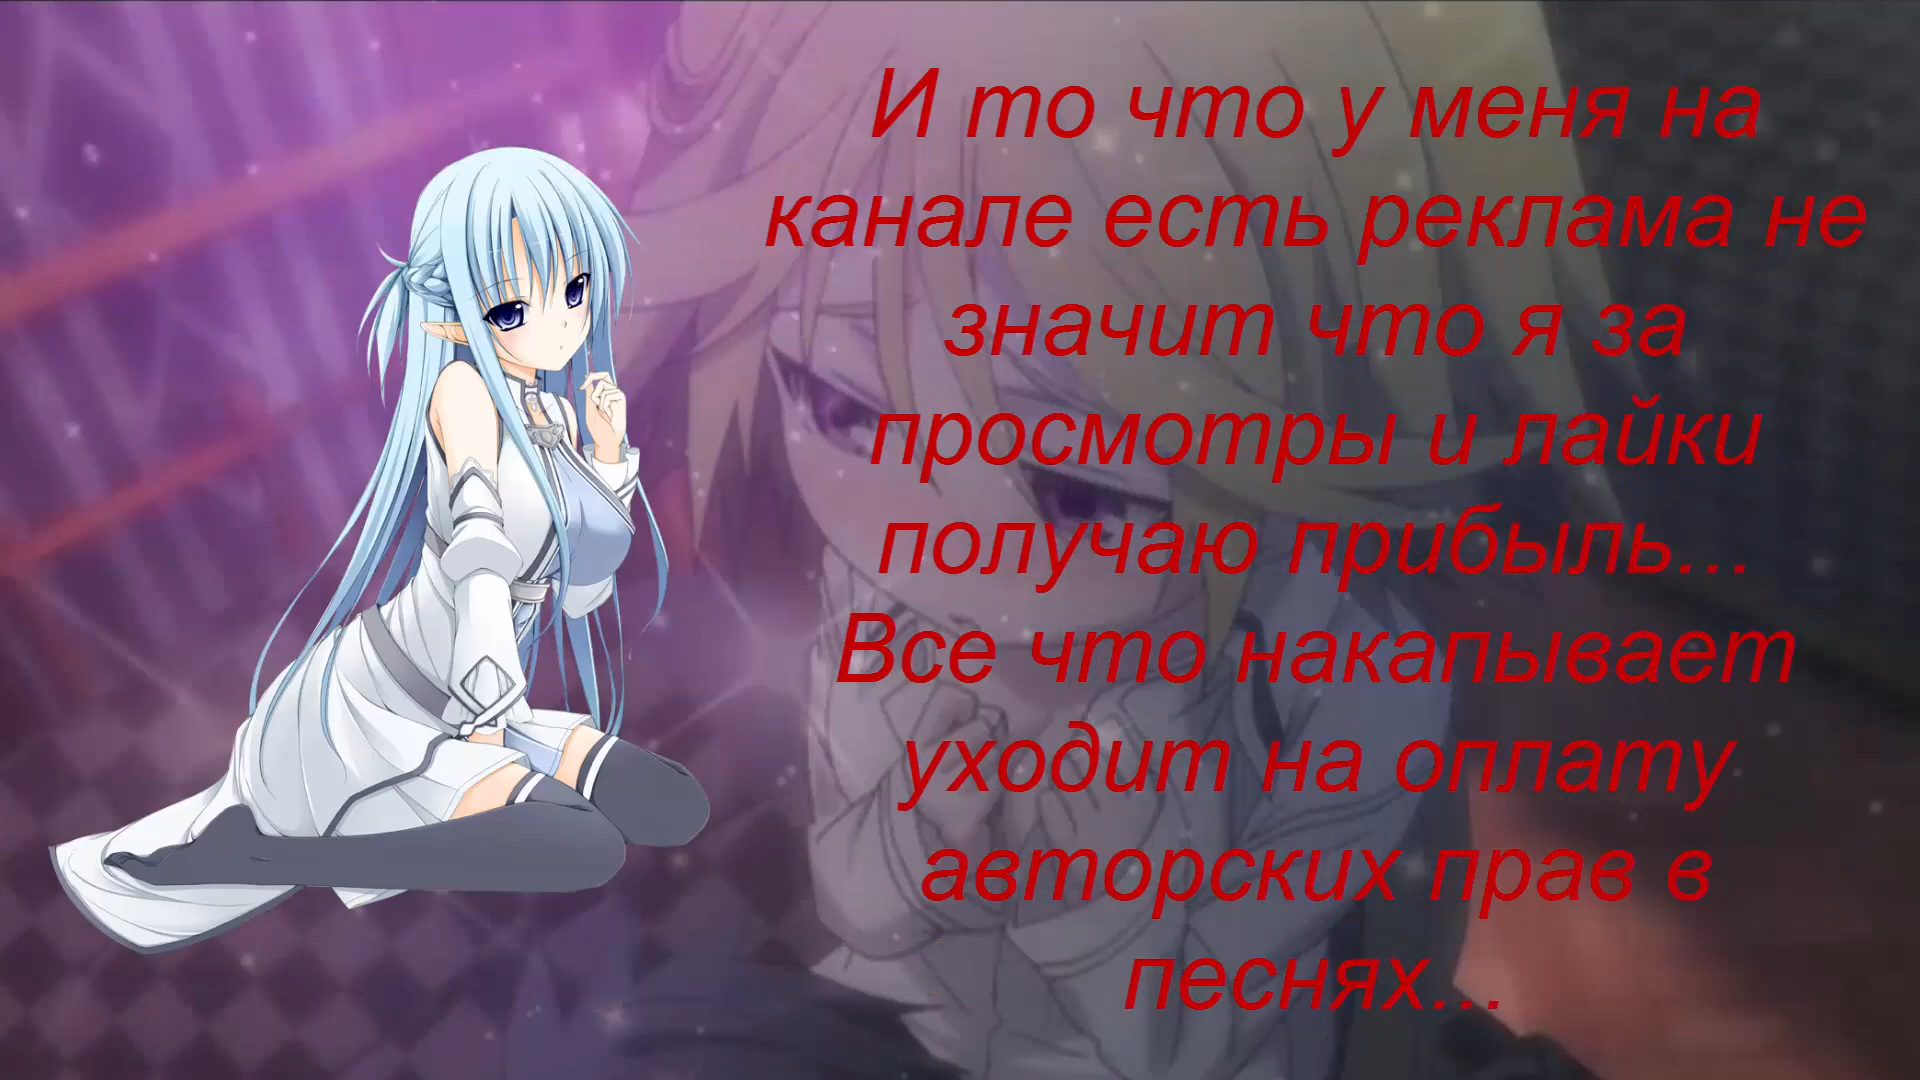 И то что у меня на
канале есть реклама не
значит что я за
просмотры и лайки
получаю прибыль...
Все что накапывает
уходит на оплату
авторских прав в
песнях...